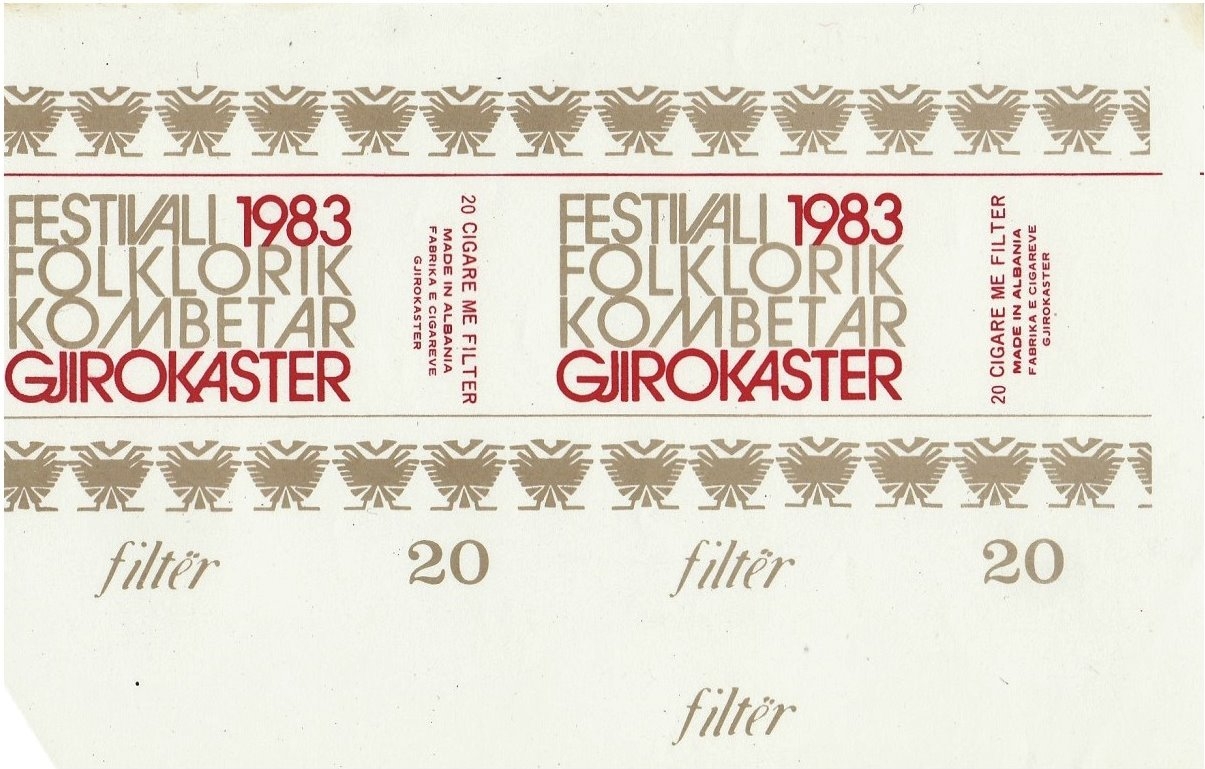 FESTIVALI 1983
FOLKLORIK
KOMBETAR
GJIROKASTER
20 CIGARE ME FILTER
MADE IN ALBANIA
FABRIKA E CIGAREVE
GJIROKASTER
FESTIVALI 1983
FOLKLORIK
KOMBETAR
GJIROKASTER
20 CIGARE ME FILTER
MADE IN ALBANIA
FABRIKA E CIGAREVE
GJIROKASTER
filtër
20
filtër
20
filtër